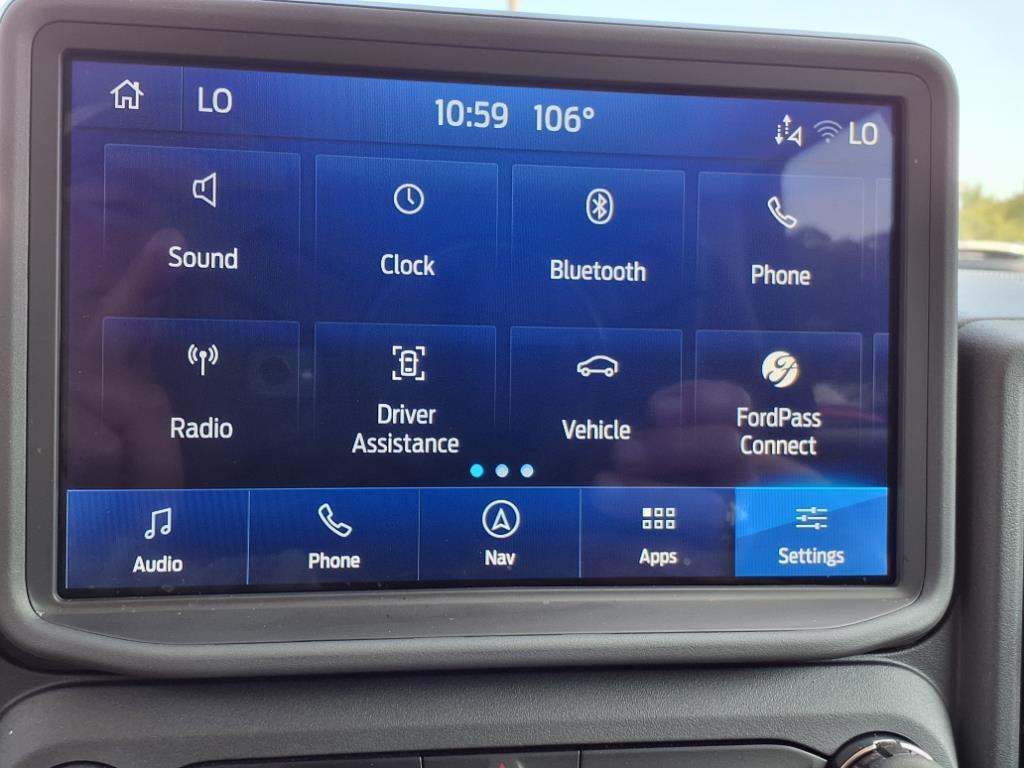 LO 10:59 106° LO
Sound Clock Bluetooth Phone
Radio Driver Assistance Vehicle FordPass Connect
Audio Phone Nav Apps Settings